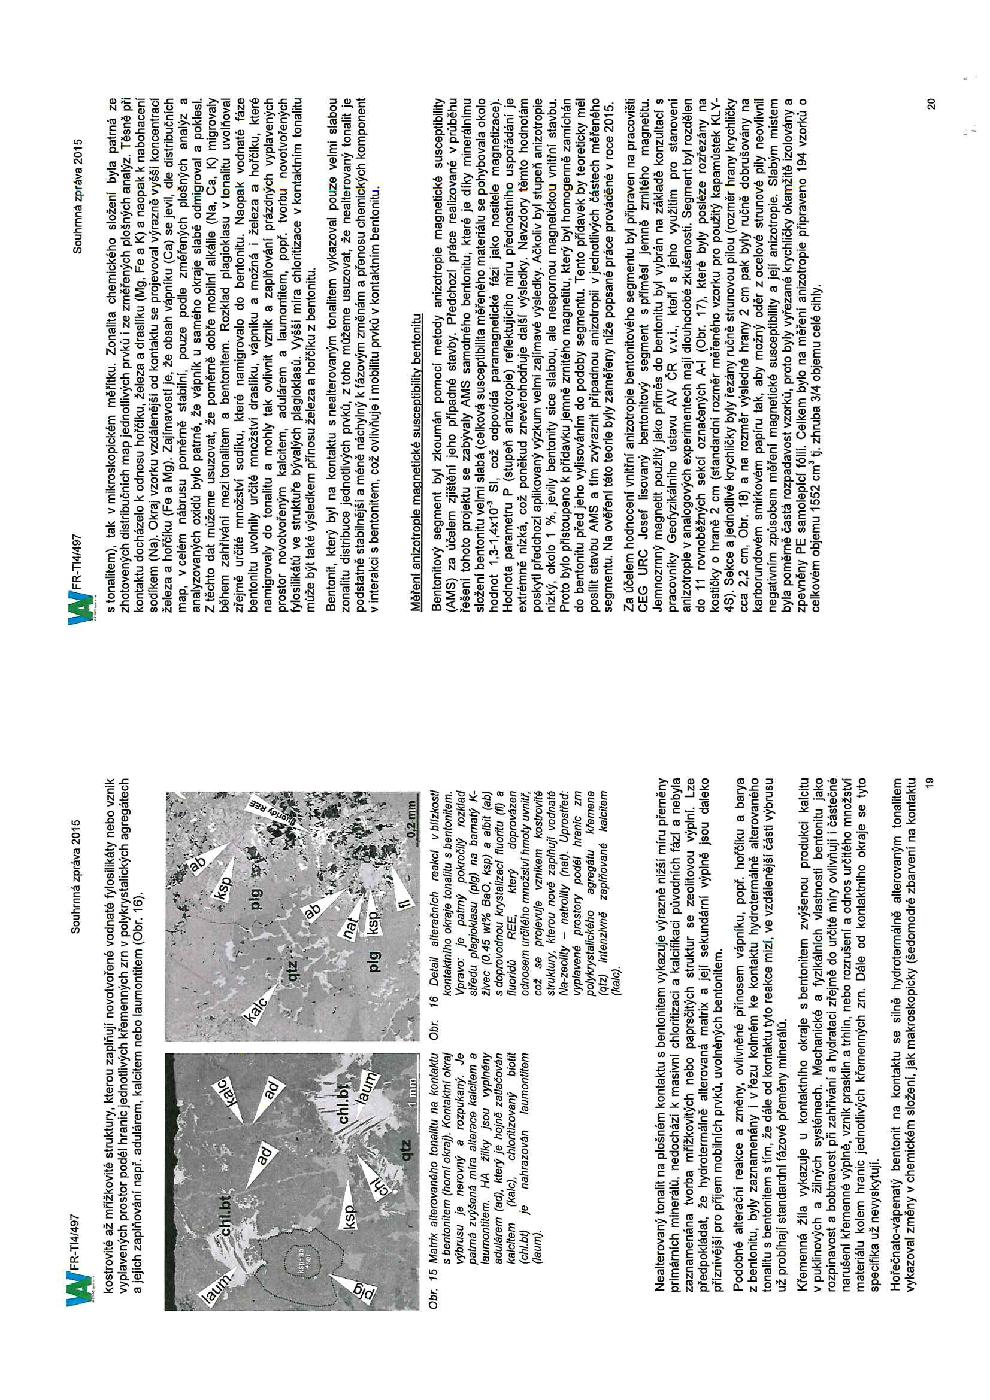 FR-TI4/497
Souhrnná zpráva 2015
kostrovité až mřížkovité struktury, kterou zaplňují novotvořené vodnaté fylosilikáty nebo vznik
vyplavených prostor podél hranic jednotlivých křemenných zrn v polykrystalických agregátech
a jejich zaplňování např. adulárem, kalcitem nebo laumontitem (Obr. 16).
laum
chl.bt
kalc
ad
ad
plg
ksp
chl
qtz
chl.bt
laum
1 mm
kalc
qtz
plg
ksp
ab
fluoridy REE
ab
nat
ksp
plg
fl
0,2 mm
Obr. 15 Matrix alterovaného tonalitu na kontaktu
s bentonitem (horní okraj). Kontaktní okraj
výbrusu je nerovný a rozpukaný. Je
patrná zvýšená míra alterace kalcitem a
laumontitem. HA žilky jsou vyplněny
adulárem (ad), který je hojně zatlačován
kalcitem (kalc), chloritizovaný biotit
(chl.bt) je nahrazován laumontitem
(laum).
Obr. 16 Detail alteračních reakcí v blízkosti
kontaktního okraje tonalitu s bentonitem.
Vpravo: je patrný pokročilý rozklad
středu plagioklasu (plg) na barnatý K-
živec (0.45 wt% BaO, ksp) a albit (ab)
s doprovodnou krystalizací fluoritu (fl) a
fluoridů REE, který doprovázen
odnosem určitého množství hmoty uvnitř,
což se projevuje vznikem kostrovité
struktury, kterou nově zaplňují vodnaté
Na-zeolity – natrolity (nat). Uprostřed:
vyplavené prostory podél hranic zrn
polykrystalického agregátu křemene
(qtz) intenzivně zaplňované kalcitem
(kalc).
Nealterovaný tonalit na plošném kontaktu s bentonitem vykazuje výrazně nižší míru přeměny
primárních minerálů, nedochází k masivní chloritizaci a kalcifikaci původních fází a nebyla
zaznamenána tvorba mřížkovitých nebo paprsčitých struktur se zeolitovou výplní. Lze
předpokládat, že hydrotermálně alterovaná matrix a její sekundární výplně jsou daleko
příznivější pro příjem mobilních prvků, uvolněných bentonitem.
Podobné alterační reakce a změny, ovlivněné přínosem vápníku, popř. hořčíku a barya
z bentonitu, byly zaznamenány i v řezu kolmém ke kontaktu hydrotermálně alterovaného
tonalitu s bentonitem s tím, že dále od kontaktu tyto reakce mizí, ve vzdálenější části výbrusu
už probíhají standardní fázové přeměny minerálů.
Křemenná žíla vykazuje u kontaktního okraje s bentonitem zvýšenou produkci kalcitu
v puklinových a žilných systémech. Mechanické a fyzikální vlastnosti bentonitu jako
rozpínavost a bobtnavost při zahřívání a hydrataci zřejmě do určité míry ovlivňují i částečné
narušení křemenné výplně, vznik prasklin a trhlin, nebo rozrušení a odnos určitého množství
materiálu kolem hranic jednotlivých křemenných zrn. Dále od kontaktního okraje se tyto
specifika už nevyskytují.
Hořečnato-vápenatý bentonit na kontaktu se silně hydrotermálně alterovaným tonalitem
vykazoval změny v chemickém složení, jak makroskopicky (šedomodré zbarvení na kontaktu
19
FR-TI4/497
Souhrnná zpráva 2015
s tonalitem), tak v mikroskopickém měřítku. Zonalita chemického složení byla patrná ze
zhotovených distribučních map jednotlivých prvků i ze změřených plošných analýz. Těsně při
kontaktu docházelo k odnosu hořčíku, železa a draslíku (Mg, Fe a K) a naopak k nabohacení
sodíkem (Na). Okraj vzorku vzdálenější od kontaktu se projevoval výrazně vyšší koncentrací
železa a hořčíku (Fe a Mg). Zajímavostí je, že obsah vápníku (Ca) se jevil, dle distribučních
map, v celém nábrusu poměrně stabilní, pouze podle změřených plošných analýz a
analyzovaných oxidů bylo patrné, že vápník u samého okraje slabě odmigroval a poklesl.
Z těchto dat můžeme usuzovat, že poměrně dobře mobilní alkálie (Na, Ca, K) migrovaly
během zahřívání mezi tonalitem a bentonitem. Rozklad plagioklasu v tonalitu uvolňoval
zřejmě určité množství sodíku, které namigrovalo do bentonitu. Naopak vodnaté fáze
bentonitu uvolnily určité množství draslíku, vápníku a možná i železa a hořčíku, které
namigrovaly do tonalitu a mohly tak ovlivnit vznik a zaplňování prázdných vyplavených
prostor novotvořeným kalcitem, adulárem a laumontitem, popř. tvorbu novotvořených
fylosilikátů ve struktuře bývalých plagioklasů. Vyšší míra chloritizace v kontaktním tonalitu
může být také výsledkem přínosu železa a hořčíku z bentonitu.
Bentonit, který byl na kontaktu s nealterovaným tonalitem vykazoval pouze velmi slabou
zonalitu distribuce jednotlivých prvků, z toho můžeme usuzovat, že nealterovaný tonalit je
podstatně stabilnější a méně náchylný k fázovým změnám a přenosu chemických komponent
v interakci s bentonitem, což ovlivňuje i mobilitu prvků v kontaktním bentonitu.
Měření anizotropie magnetické susceptibility bentonitu
Bentonitový segment byl zkoumán pomocí metody anizotropie magnetické susceptibility
(AMS) za účelem zjištění jeho případné stavby. Předchozí práce realizované v průběhu
řešení tohoto projektu se zabývaly AMS samotného bentonitu, které je díky minerálnímu
složení bentonitu velmi slabá (celková susceptibilita měřeného materiálu se pohybovala okolo
hodnot 1,3-1,4x10⁻⁵ SI, což odpovídá paramagnetické fázi jako nositele magnetizace).
Hodnota parametru P (stupeň anizotropie) reflektujícího míru přednostního uspořádání je
extrémně nízká, což poněkud znevěrohodňuje další výsledky. Navzdory těmto hodnotám
poskytl předchozí aplikovaný výzkum velmi zajímavé výsledky. Ačkoliv byl stupeň anizotropie
nízký, okolo 1 %, jevily bentonity sice slabou, ale nespornou magnetickou vnitřní stavbu.
Proto bylo přistoupeno k přídavku jemně zrnitého magnetitu, který byl homogenně zamíchán
do bentonitu před jeho vylisováním do podoby segmentu. Tento přídavek by teoreticky měl
posílit stavbu AMS a tím zvýraznit případnou anizotropii v jednotlivých částech měřeného
segmentu. Na ověření této teorie byly zaměřeny níže popsané práce prováděné v roce 2015.
Za účelem hodnocení vnitřní anizotropie bentonitového segmentu byl připraven na pracovišti
CEG URC Josef lisovaný bentonitový segment s příměsí jemně zrnitého magnetitu.
Jemnozrnný magnetit použitý jako příměs do bentonitu byl vybrán na základě konzultací s
pracovníky Geofyzikálního ústavu AV ČR v.v.i., kteří s jeho využitím pro stanovení
anizotropie v analogových experimentech mají dlouhodobé zkušenosti. Segment byl rozdělen
do 11 rovnoběžných sekcí označených A-I (Obr. 17), které byly posléze rozřezány na
kostičky o hraně 2 cm (standardní rozměr měřeného vzorku pro použitý kapamůstek KLY-
4S). Sekce a jednotlivé krychličky byly řezány ručně strunovou pilou (rozměr hrany krychličky
cca 2,2 cm, Obr. 18) a na rozměr výsledné hrany 2 cm pak byly ručně dobrušovány na
karborundovém smirkovém papíru tak, aby možný oděr z ocelové strunové pily neovlivnil
negativním způsobem měření magnetické susceptibility a její anizotropie. Slabým místem
byla poměrně častá rozpadavost vzorků, proto byly vyřezané krychličky okamžitě izolovány a
zpevněny PE samolepící fólií. Celkem bylo na měření anizotropie připraveno 194 vzorků o
celkovém objemu 1552 cm³ tj. zhruba 3/4 objemu celé cihly.
20